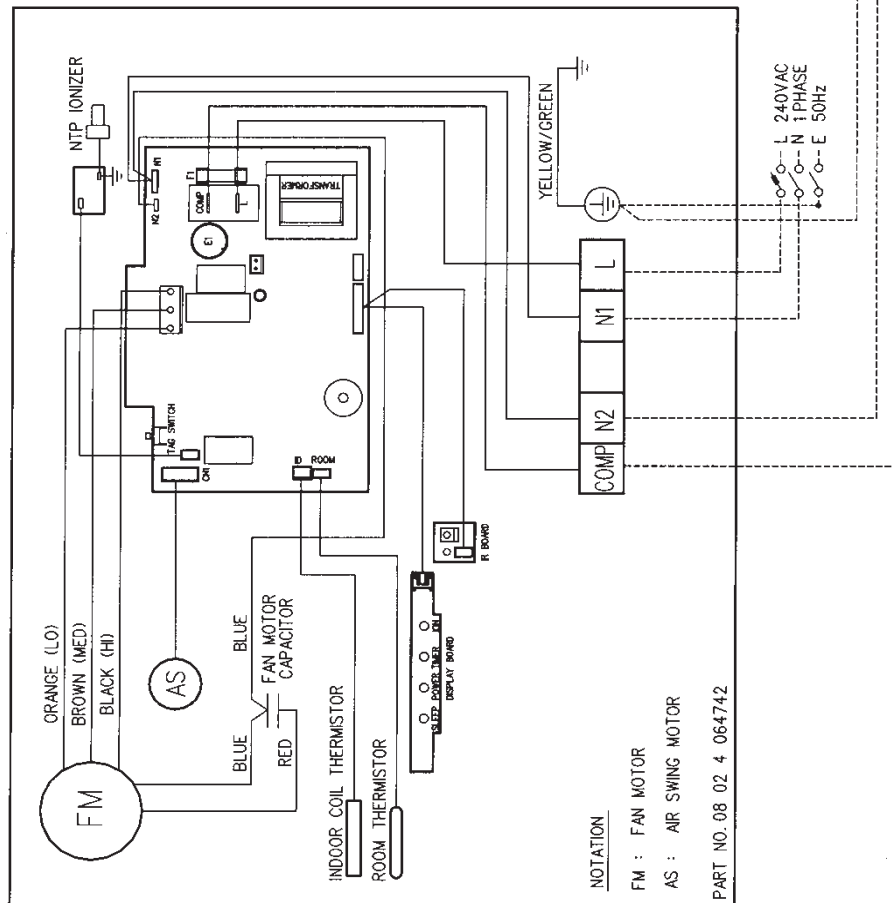 NTP IONIZER
ORANGE (LO)
BROWN (MED)
BLACK (HI)
FM
AS
BLUE
BLUE
RED
FAN MOTOR
CAPACITOR
INDOOR COIL THERMISTOR
ROOM THERMISTOR
N1
N2
F1
COMP
L
TRANSFORMER
E1
TAG SWITCH
CN1
ID
ROOM
IR BOARD
SLEEP
POWER
TIMER
ION
DISPLAY BOARD
YELLOW/GREEN
L 240VAC
N 1PHASE
E 50Hz
COMP
N2
N1
L
NOTATION
FM : FAN MOTOR
AS : AIR SWING MOTOR
PART NO. 08 02 4 064742